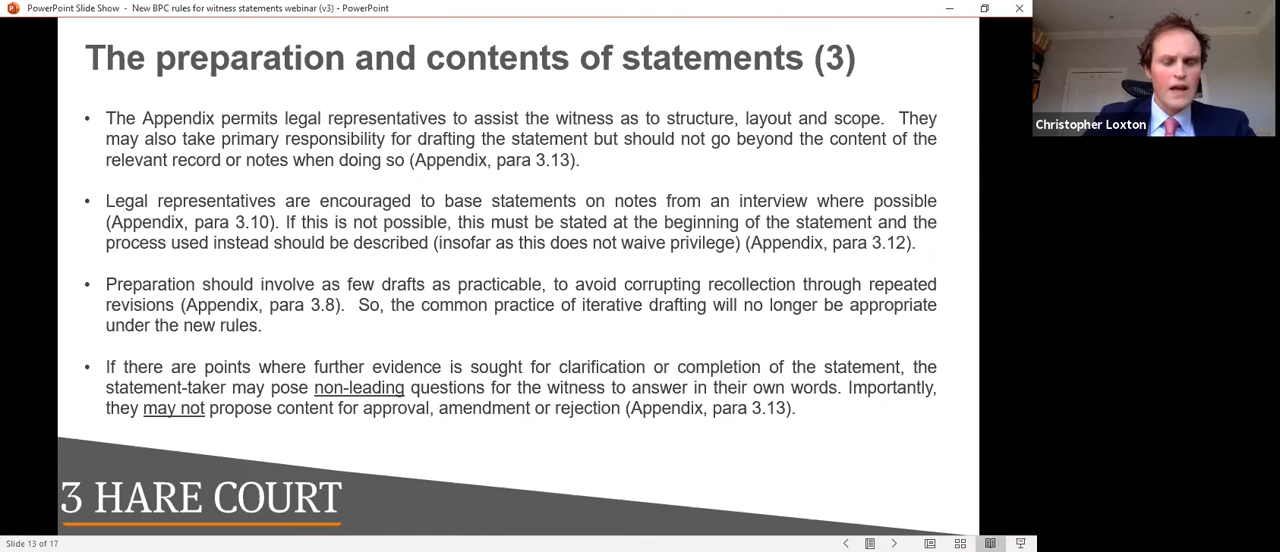 PowerPoint Slide Show - New BPC rules for witness statements webinar (v3) - PowerPoint
The preparation and contents of statements (3)
• The Appendix permits legal representatives to assist the witness as to structure, layout and scope. They
may also take primary responsibility for drafting the statement but should not go beyond the content of the
relevant record or notes when doing so (Appendix, para 3.13).
• Legal representatives are encouraged to base statements on notes from an interview where possible
(Appendix, para 3.10). If this is not possible, this must be stated at the beginning of the statement and the
process used instead should be described (insofar as this does not waive privilege) (Appendix, para 3.12).
• Preparation should involve as few drafts as practicable, to avoid corrupting recollection through repeated
revisions (Appendix, para 3.8). So, the common practice of iterative drafting will no longer be appropriate
under the new rules.
• If there are points where further evidence is sought for clarification or completion of the statement, the
statement-taker may pose non-leading questions for the witness to answer in their own words. Importantly,
they may not propose content for approval, amendment or rejection (Appendix, para 3.13).
3 HARE COURT
Slide 13 of 17
Christopher Loxton